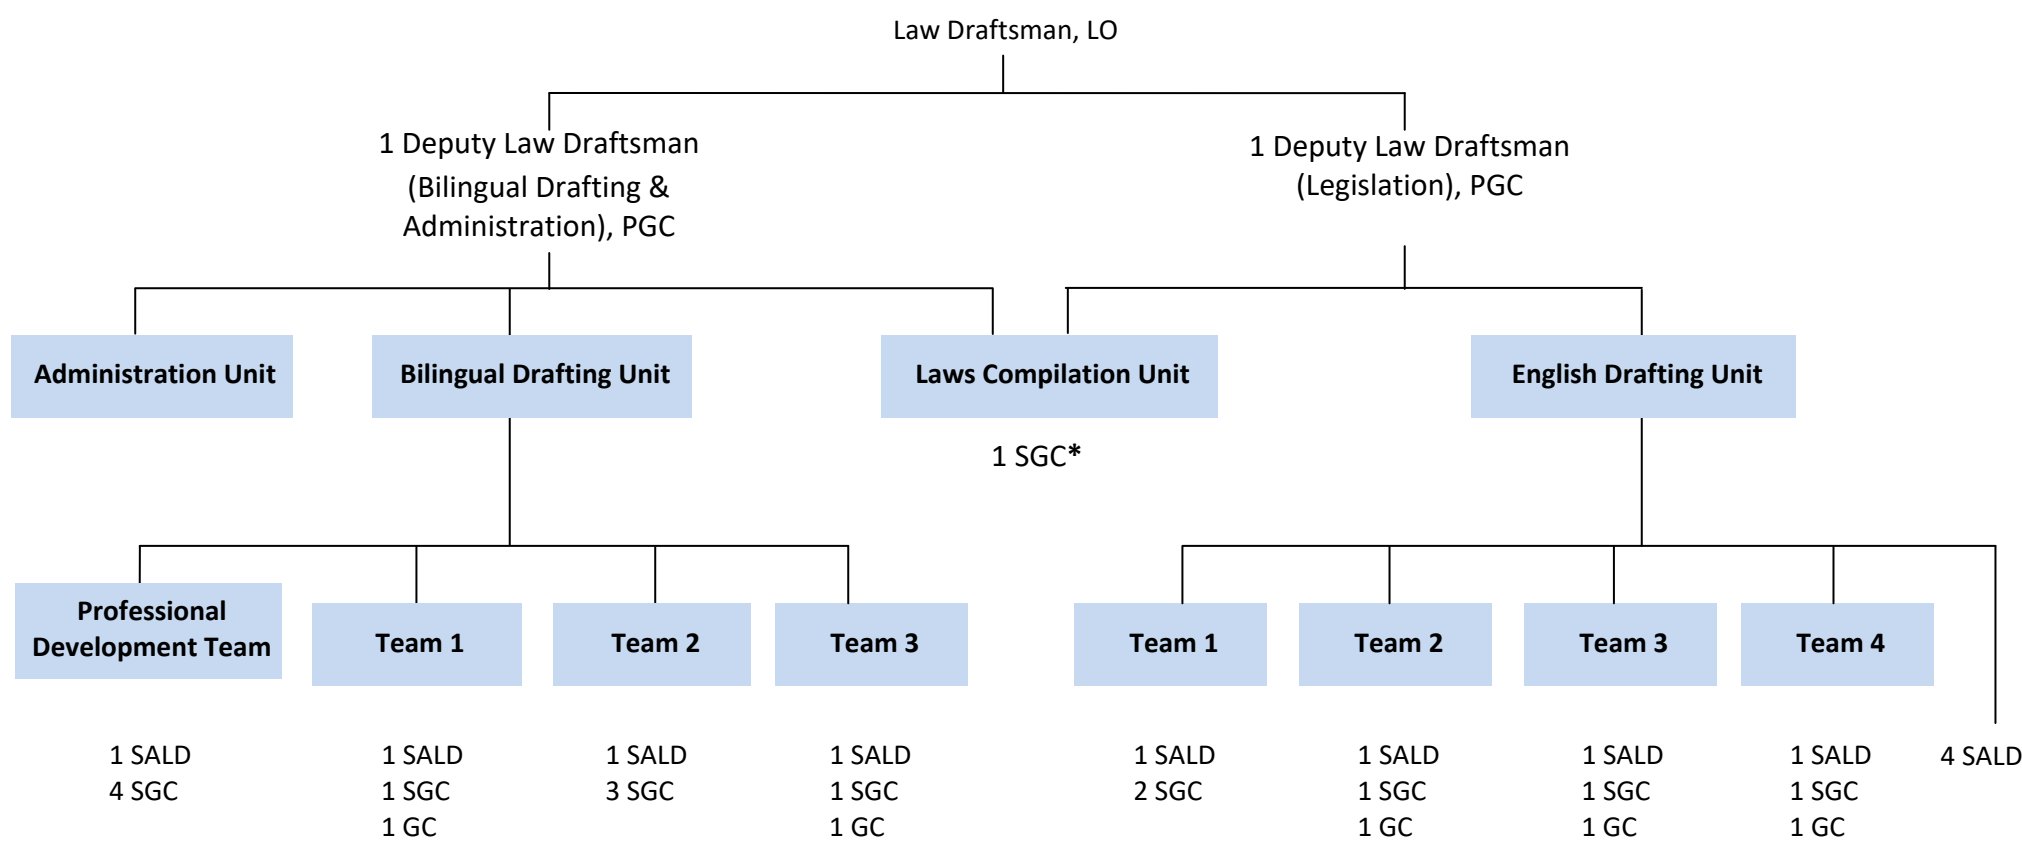 Law Draftsman, LO
1 Deputy Law Draftsman
(Bilingual Drafting &
Administration), PGC
1 Deputy Law Draftsman
(Legislation), PGC
Administration Unit
Bilingual Drafting Unit
Laws Compilation Unit
English Drafting Unit
1 SGC*
Professional
Development Team
Team 1
Team 2
Team 3
Team 1
Team 2
Team 3
Team 4
1 SALD
4 SGC
1 SALD
1 SGC
1 GC
1 SALD
3 SGC
1 SALD
1 SGC
1 GC
1 SALD
2 SGC
1 SALD
1 SGC
1 GC
1 SALD
1 SGC
1 GC
1 SALD
1 SGC
1 GC
4 SALD